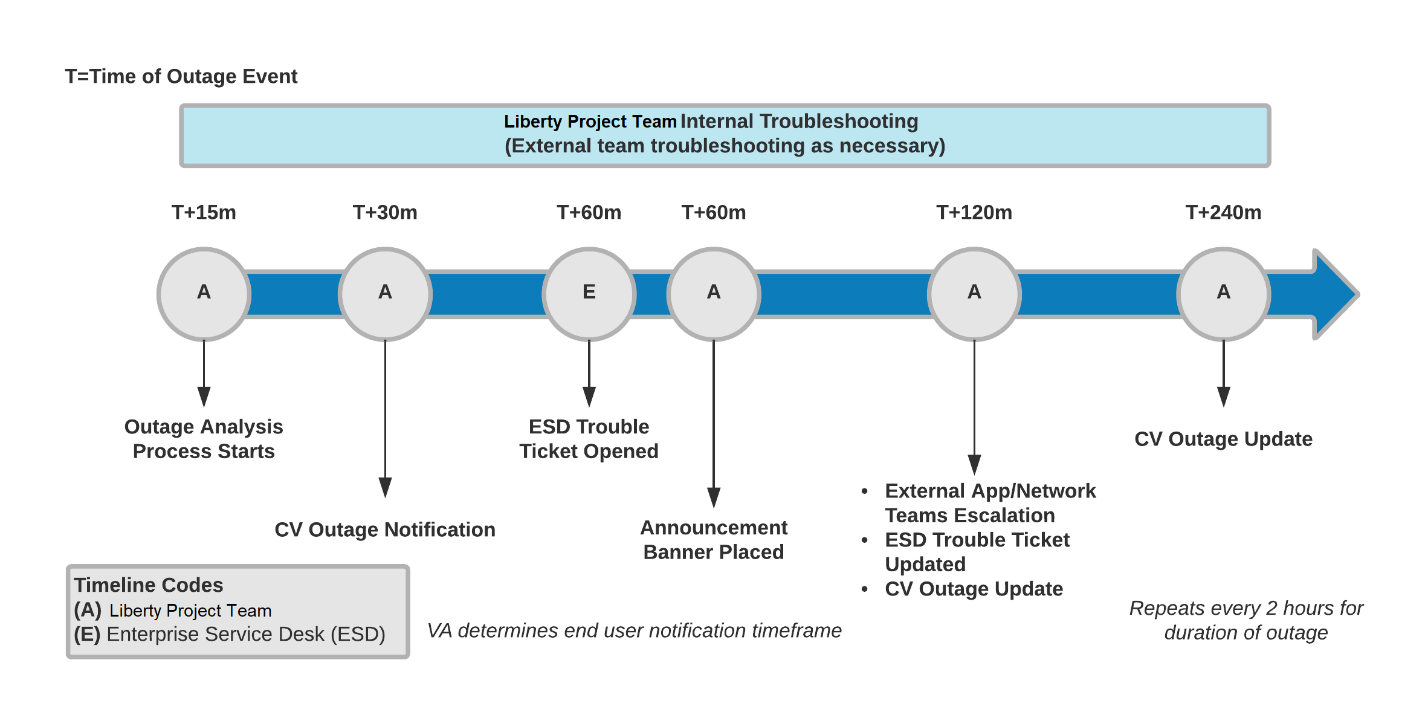 T=Time of Outage Event
Liberty Project Team Internal Troubleshooting
(External team troubleshooting as necessary)
T+15m
T+30m
T+60m
T+60m
T+120m
T+240m
A
A
E
A
A
A
Outage Analysis
Process Starts
CV Outage Notification
ESD Trouble
Ticket Opened
Announcement
Banner Placed
• External App/Network
Teams Escalation
• ESD Trouble Ticket
Updated
• CV Outage Update
CV Outage Update
Timeline Codes
(A) Liberty Project Team
(E) Enterprise Service Desk (ESD)
VA determines end user notification timeframe
Repeats every 2 hours for
duration of outage